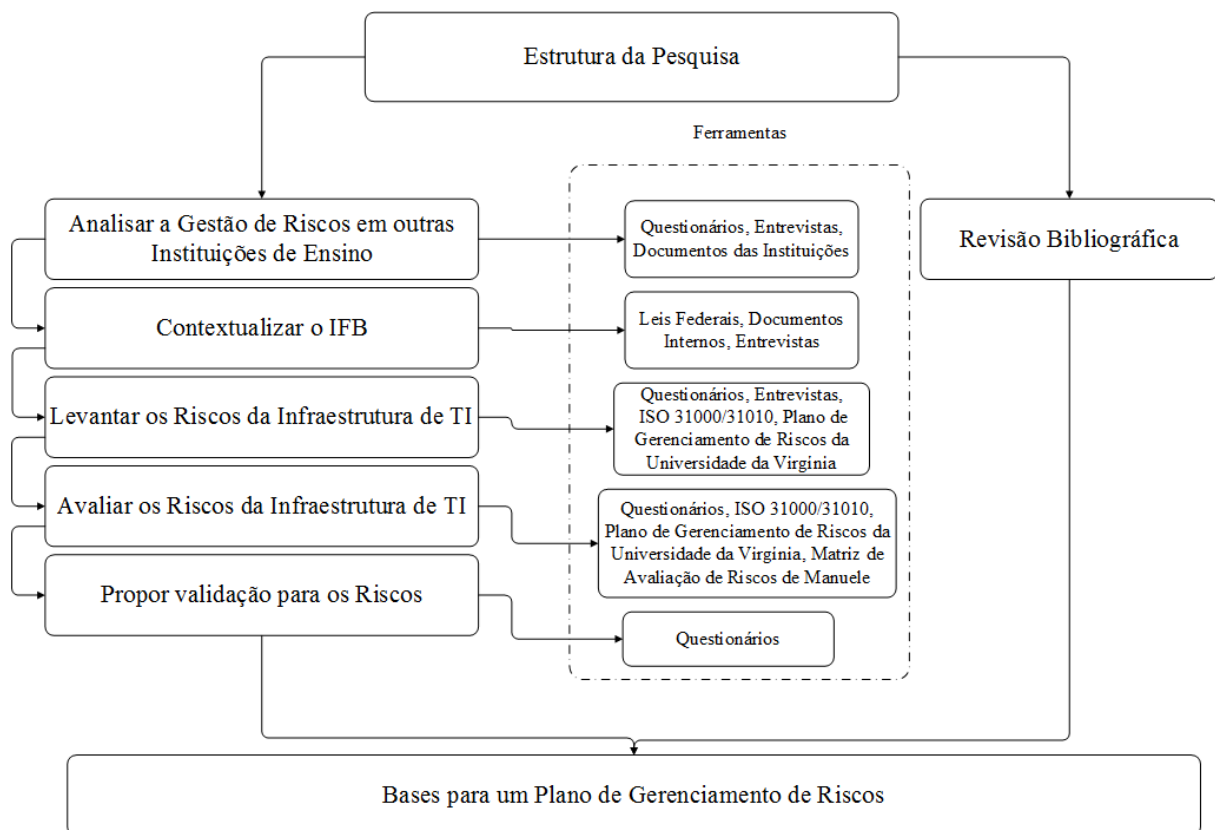 Estrutura da Pesquisa
Ferramentas
Analisar a Gestão de Riscos em outras
Instituições de Ensino
Questionários, Entrevistas,
Documentos das Instituições
Revisão Bibliográfica
Contextualizar o IFB
Leis Federais, Documentos
Internos, Entrevistas
Levantar os Riscos da Infraestrutura de TI
Questionários, Entrevistas,
ISO 31000/31010, Plano de
Gerenciamento de Riscos da
Universidade da Virginia
Avaliar os Riscos da Infraestrutura de TI
Questionários, ISO 31000/31010,
Plano de Gerenciamento de Riscos da
Universidade da Virgínia, Matriz de
Avaliação de Riscos de Manuele
Propor validação para os Riscos
Questionários
Bases para um Plano de Gerenciamento de Riscos